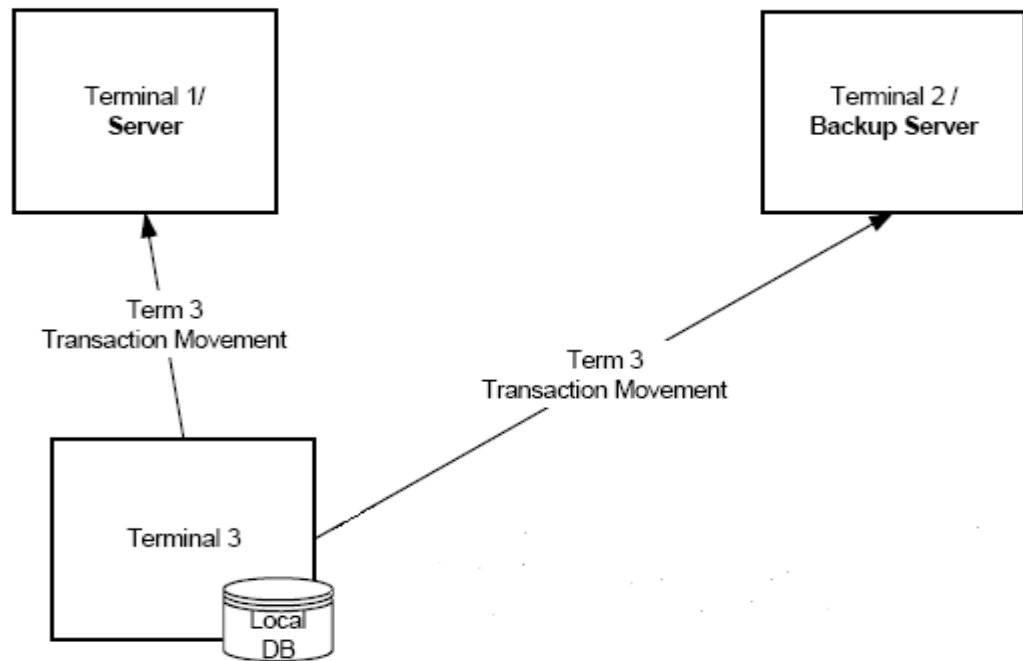 Terminal 1/
Server
Terminal 2 /
Backup Server
Term 3
Transaction Movement
Term 3
Transaction Movement
Terminal 3
Local
DB